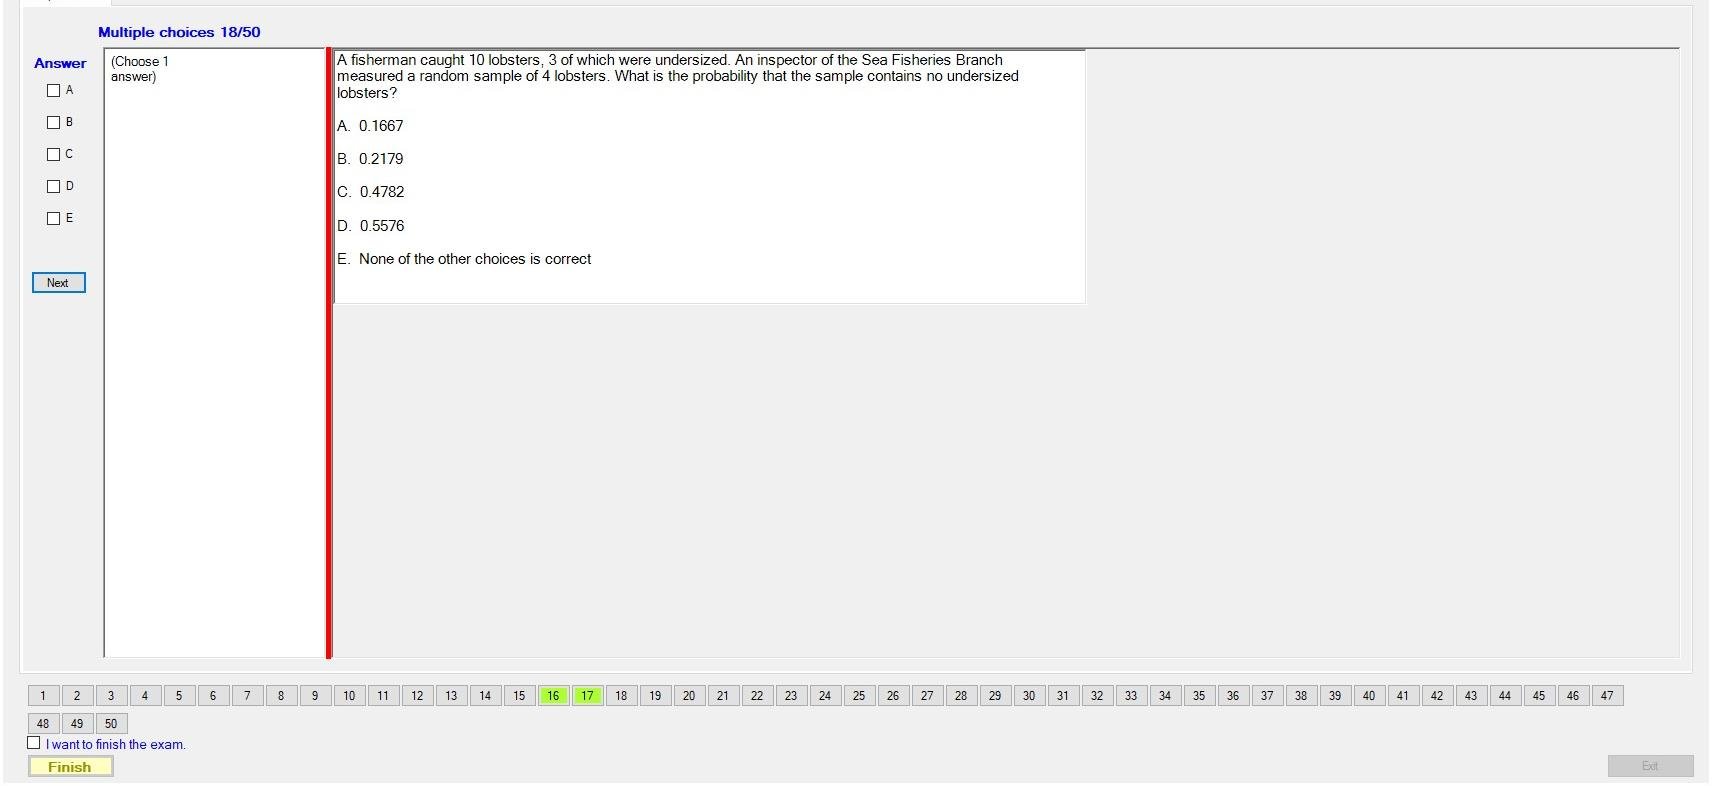 Multiple choices 18/50
Answer
A
B
C
D
E
Next
(Choose 1
answer)
A fisherman caught 10 lobsters, 3 of which were undersized. An inspector of the Sea Fisheries Branch
measured a random sample of 4 lobsters. What is the probability that the sample contains no undersized
lobsters?
A. 0.1667
B. 0.2179
C. 0.4782
D. 0.5576
E. None of the other choices is correct
1 2 3 4 5 6 7 8 9 10 11 12 13 14 15 16 17 18 19 20 21 22 23 24 25 26 27 28 29 30 31 32 33 34 35 36 37 38 39 40 41 42 43 44 45 46 47
48 49 50
I want to finish the exam.
Finish
Exit